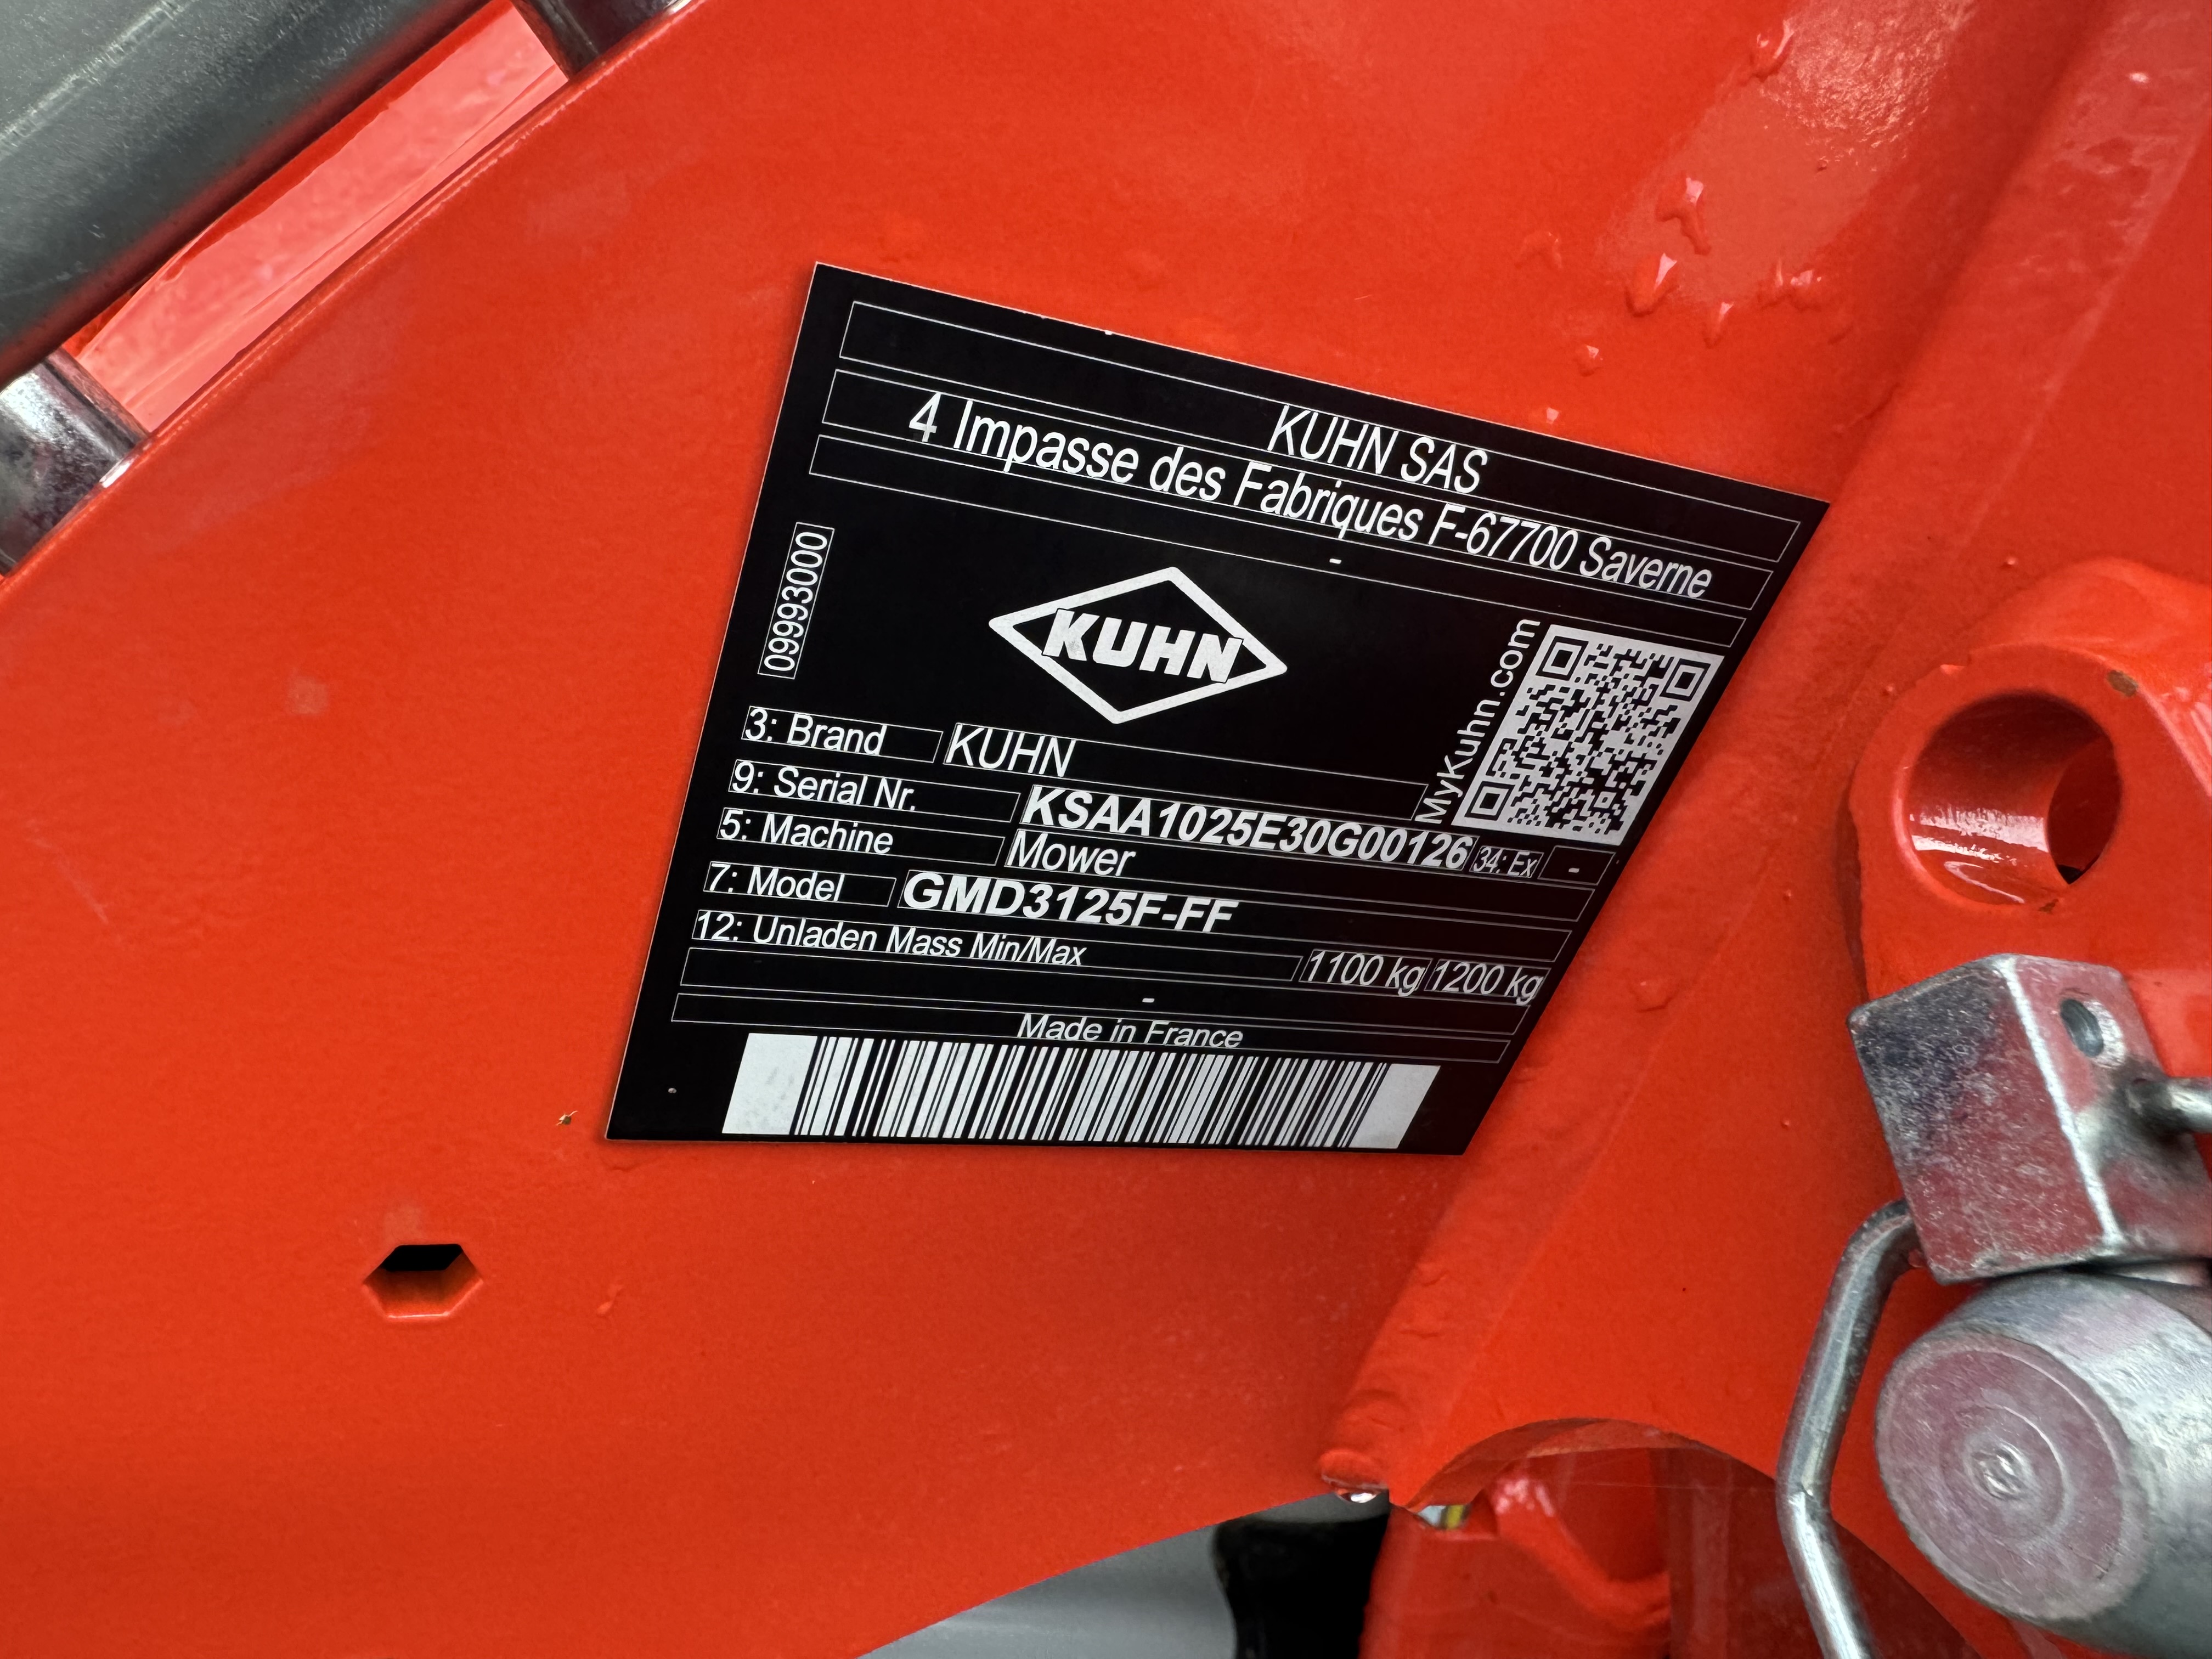 KUHN SAS
4 Impasse des Fabriques F-67700 Saverne
-
09993000
KUHN
MyKuhn.com
3: Brand KUHN
9: Serial Nr. KSAA1025E30G00126 34: Ex -
5: Machine Mower
7: Model GMD3125F-FF
12: Unladen Mass Min/Max 1100 kg 1200 kg
-
Made in France